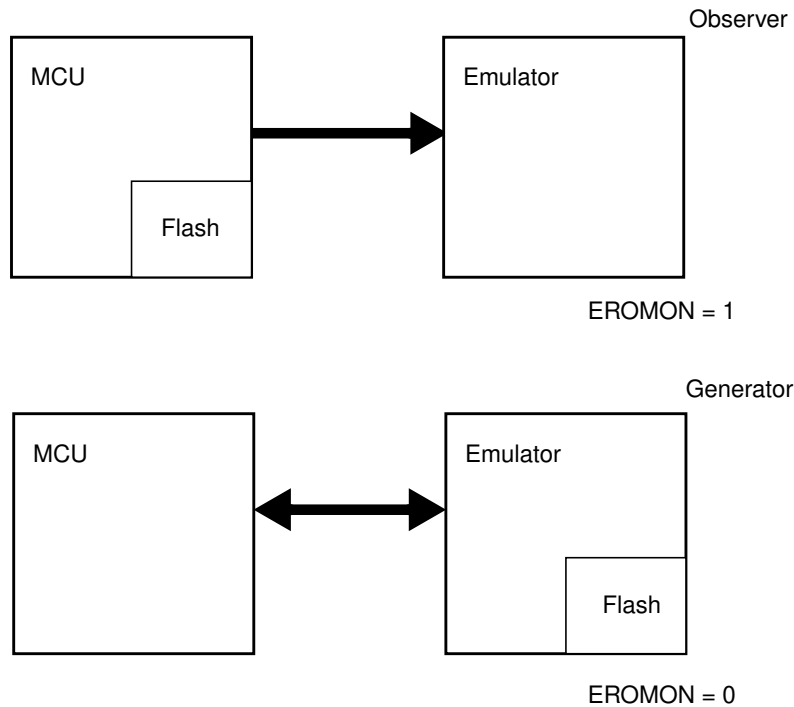 Observer
MCU
Emulator
Flash
EROMON = 1
Generator
MCU
Emulator
Flash
EROMON = 0